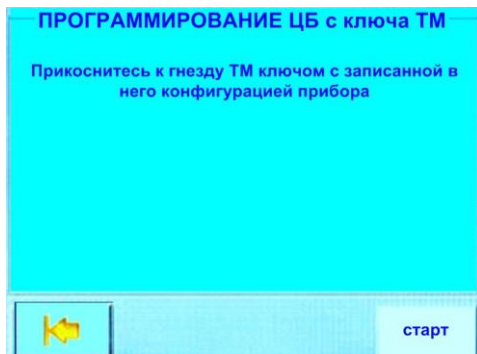 ПРОГРАММИРОВАНИЕ ЦБ с ключа ТМ
Прикоснитесь к гнезду ТМ ключом с записанной в
него конфигурацией прибора
старт